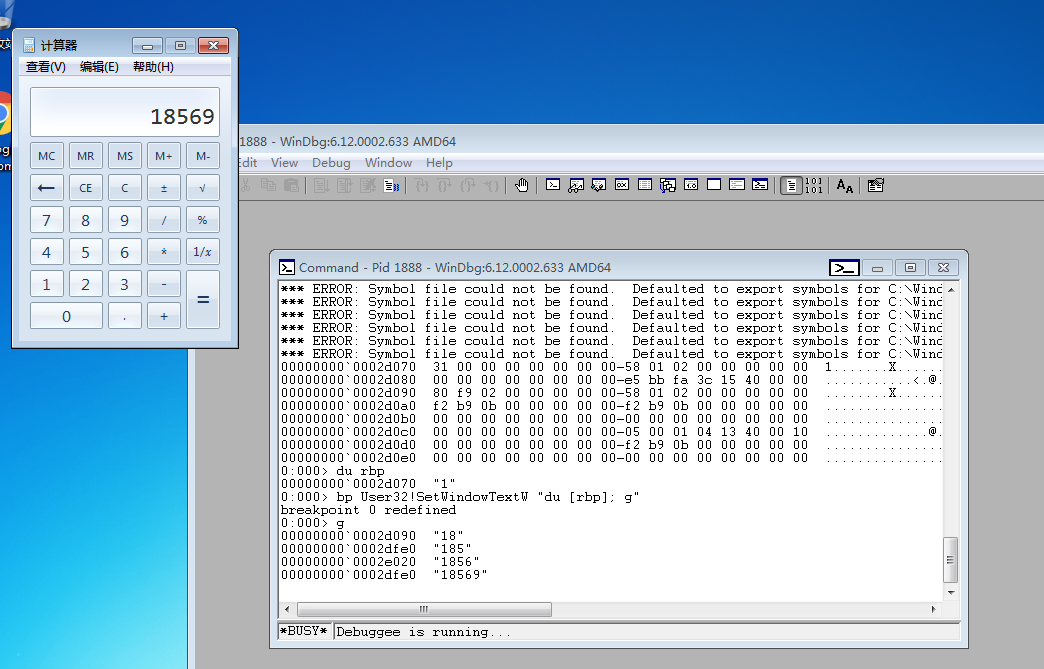 计算器
查看(V) 编辑(E) 帮助(H)
18569
MC MR MS M+ M-
← CE C ± √
7 8 9 / %
4 5 6 * 1/x
1 2 3 - =
0 . +
1888 - WinDbg:6.12.0002.633 AMD64
Edit View Debug Window Help
Command - Pid 1888 - WinDbg:6.12.0002.633 AMD64
*** ERROR: Symbol file could not be found.  Defaulted to export symbols for C:\Wind
*** ERROR: Symbol file could not be found.  Defaulted to export symbols for C:\Wind
*** ERROR: Symbol file could not be found.  Defaulted to export symbols for C:\Wind
*** ERROR: Symbol file could not be found.  Defaulted to export symbols for C:\Wind
*** ERROR: Symbol file could not be found.  Defaulted to export symbols for C:\Wind
*** ERROR: Symbol file could not be found.  Defaulted to export symbols for C:\Wind
00000000`0002d070  31 00 00 00 00 00 00 00-58 01 02 00 00 00 00 00  1.......X......
00000000`0002d080  00 00 00 00 00 00 00 00-e5 bb fa 3c 15 40 00 00  ...........<.@.
00000000`0002d090  80 f9 02 00 00 00 00 00-58 01 02 00 00 00 00 00  ........X......
00000000`0002d0a0  f2 b9 0b 00 00 00 00 00-f2 b9 0b 00 00 00 00 00  ...............
00000000`0002d0b0  00 00 00 00 00 00 00 00-00 00 00 00 00 00 00 00  ...............
00000000`0002d0c0  00 00 00 00 00 00 00 00-05 00 01 04 13 40 00 10  .............@.
00000000`0002d0d0  00 00 00 00 00 00 00 00-f2 b9 0b 00 00 00 00 00  ...............
00000000`0002d0e0  00 00 00 00 00 00 00 00-00 00 00 00 00 00 00 00  ...............
0:000> du rbp
00000000`0002d070  "1"
0:000> bp User32!SetWindowTextW "du [rbp]; g"
breakpoint 0 redefined
0:000> g
00000000`0002d090  "18"
00000000`0002dfe0  "185"
00000000`0002e020  "1856"
00000000`0002dfe0  "18569"
*BUSY* Debuggee is running...